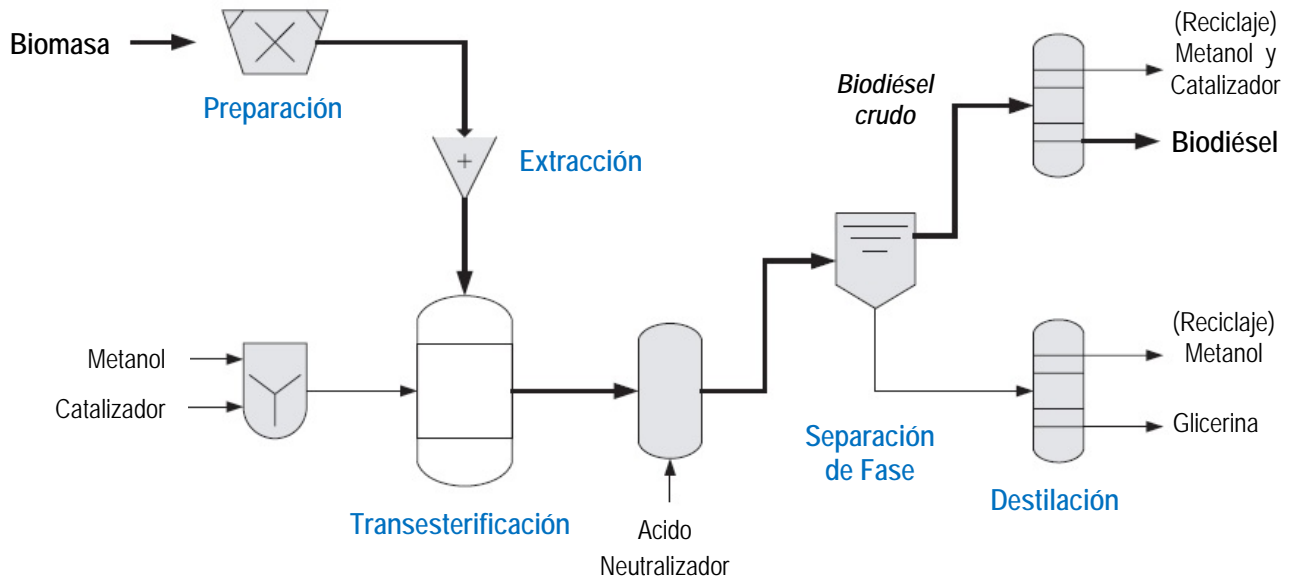 Biomasa
Preparación
Extracción
Biodiésel
crudo
(Reciclaje)
Metanol y
Catalizador
Biodiésel
Metanol
Catalizador
Transesterificación
Acido
Neutralizador
Separación
de Fase
(Reciclaje)
Metanol
Glicerina
Destilación